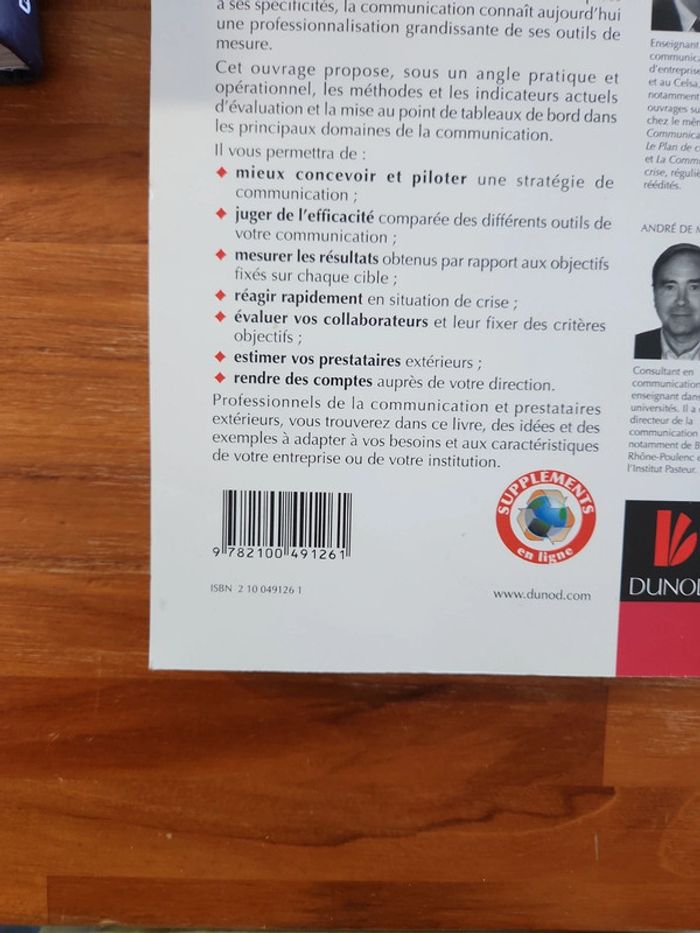 à ses spécificités, la communication connaît aujourd'hui
une professionnalisation grandissante de ses outils de
mesure.
Cet ouvrage propose, sous un angle pratique et
opérationnel, les méthodes et les indicateurs actuels
d'évaluation et la mise au point de tableaux de bord dans
les principaux domaines de la communication.
Il vous permettra de :
mieux concevoir et piloter une stratégie de
communication ;
juger de l'efficacité comparée des différents outils de
votre communication ;
mesurer les résultats obtenus par rapport aux objectifs
fixés sur chaque cible ;
réagir rapidement en situation de crise ;
évaluer vos collaborateurs et leur fixer des critères
objectifs ;
estimer vos prestataires extérieurs ;
rendre des comptes auprès de votre direction.
Professionnels de la communication et prestataires
extérieurs, vous trouverez dans ce livre, des idées et des
exemples à adapter à vos besoins et aux caractéristiques
de votre entreprise ou de votre institution.
9 782100 491261
ISBN 2 10 049126 1
SUPPLÉMENTS
en ligne
www.dunod.com
Enseignant
communica
d'entreprise
et au Celsa,
notamment
ouvrages su
chez le mêm
Communica
Le Plan de c
et La Comm
crise, réguliè
réédités.
ANDRÉ DE M
Consultant en
communication
enseignant dans
universités. Il a
directeur de la
communication
notamment de B
Rhône-Poulenc e
l'Institut Pasteur.
DUNOD